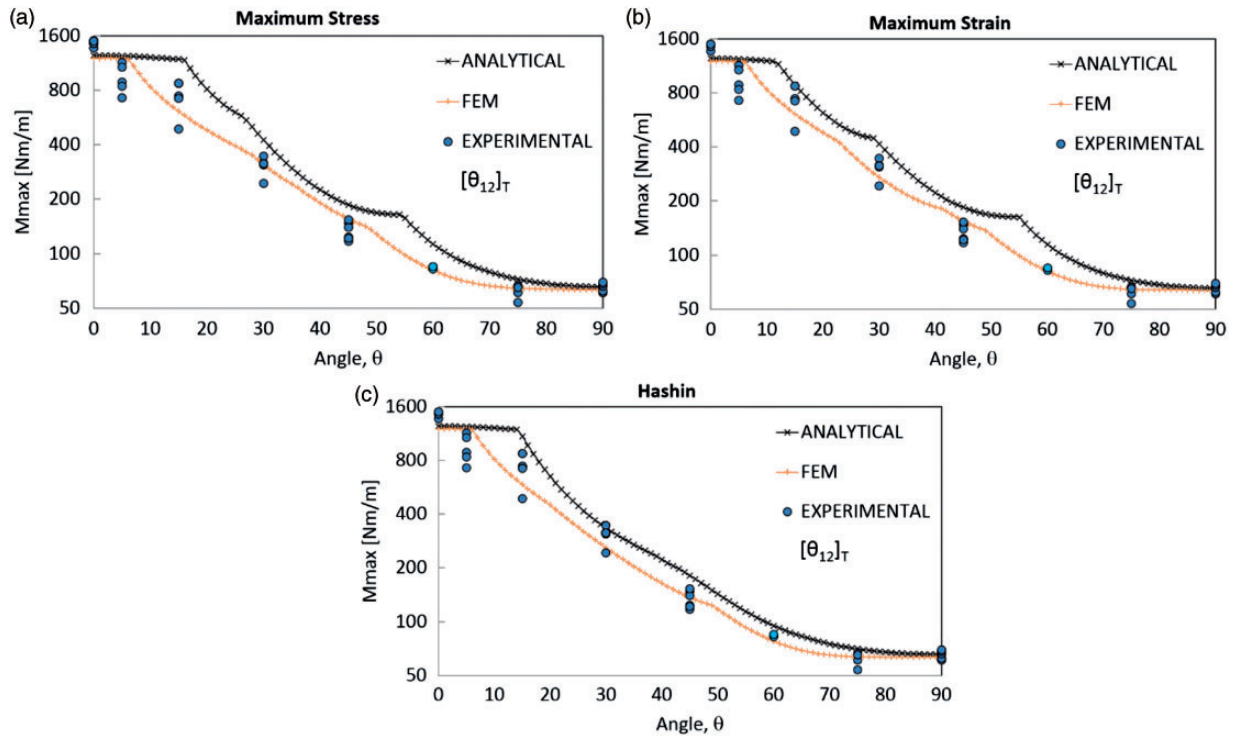 (a)
Maximum Stress
Mmax [Nm/m]
1600
800
400
200
100
50
0 10 20 30 40 50 60 70 80 90
Angle, θ
ANALYTICAL
FEM
EXPERIMENTAL
[θ₁₂]T
(b)
Maximum Strain
Mmax [Nm/m]
1600
800
400
200
100
50
0 10 20 30 40 50 60 70 80 90
Angle, θ
ANALYTICAL
FEM
EXPERIMENTAL
[θ₁₂]T
(c)
Hashin
Mmax [Nm/m]
1600
800
400
200
100
50
0 10 20 30 40 50 60 70 80 90
Angle, θ
ANALYTICAL
FEM
EXPERIMENTAL
[θ₁₂]T